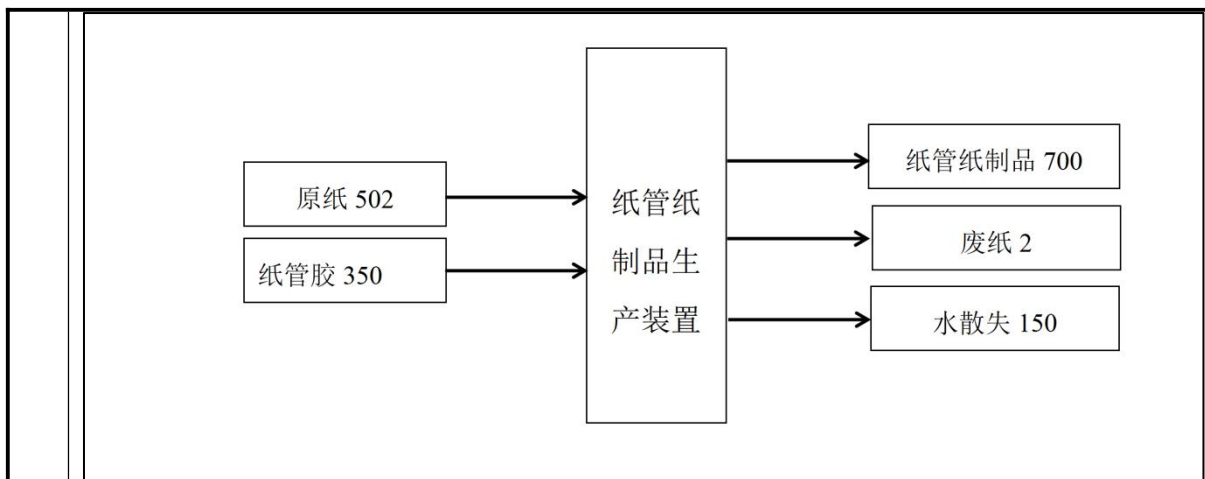 原纸 502
纸管胶 350
纸管纸
制品生
产装置
纸管纸制品 700
废纸 2
水散失 150